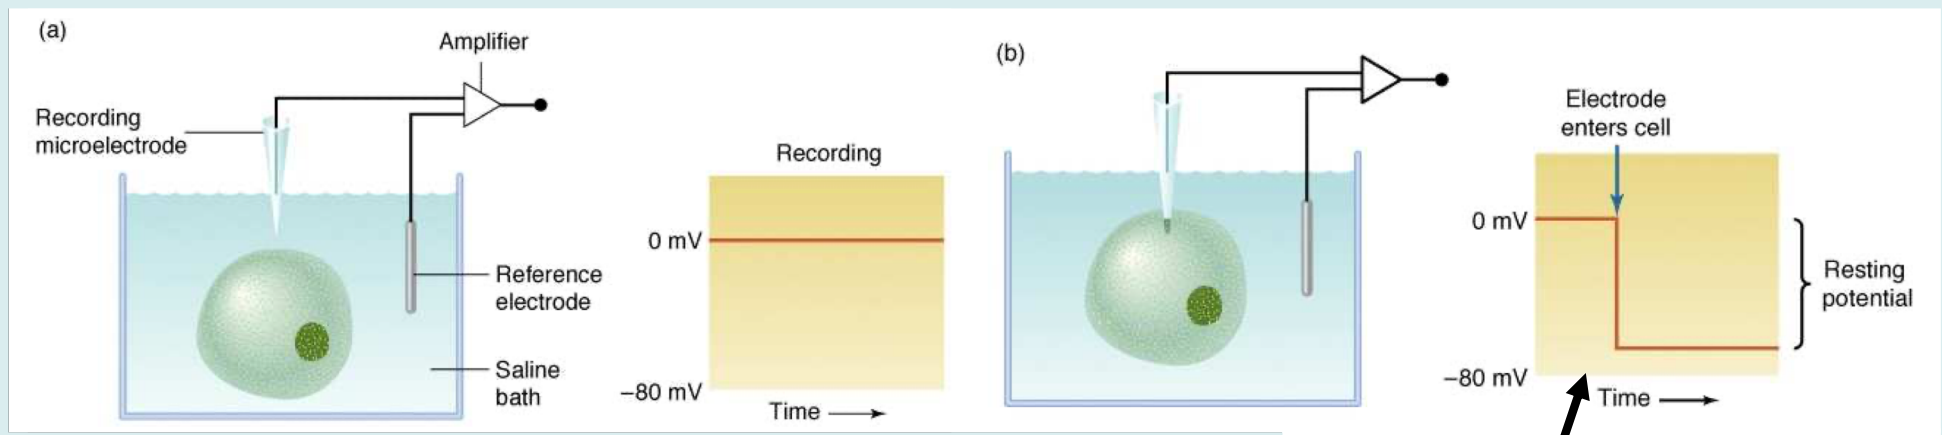 (a)
Amplifier
Recording
microelectrode
Reference
electrode
Saline
bath
Recording
0 mV
–80 mV
Time
(b)
Electrode
enters cell
0 mV
–80 mV
Time
Resting
potential